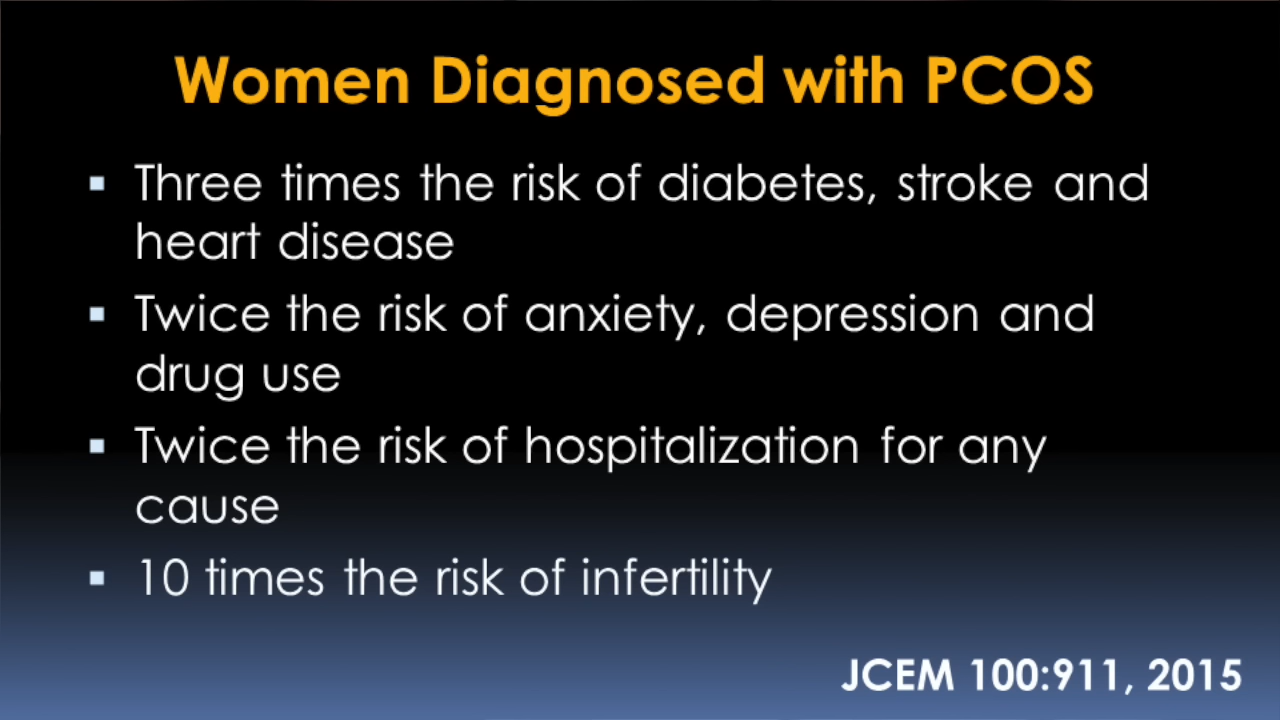 Women Diagnosed with PCOS
▪ Three times the risk of diabetes, stroke and
heart disease
▪ Twice the risk of anxiety, depression and
drug use
▪ Twice the risk of hospitalization for any
cause
▪ 10 times the risk of infertility
JCEM 100:911, 2015